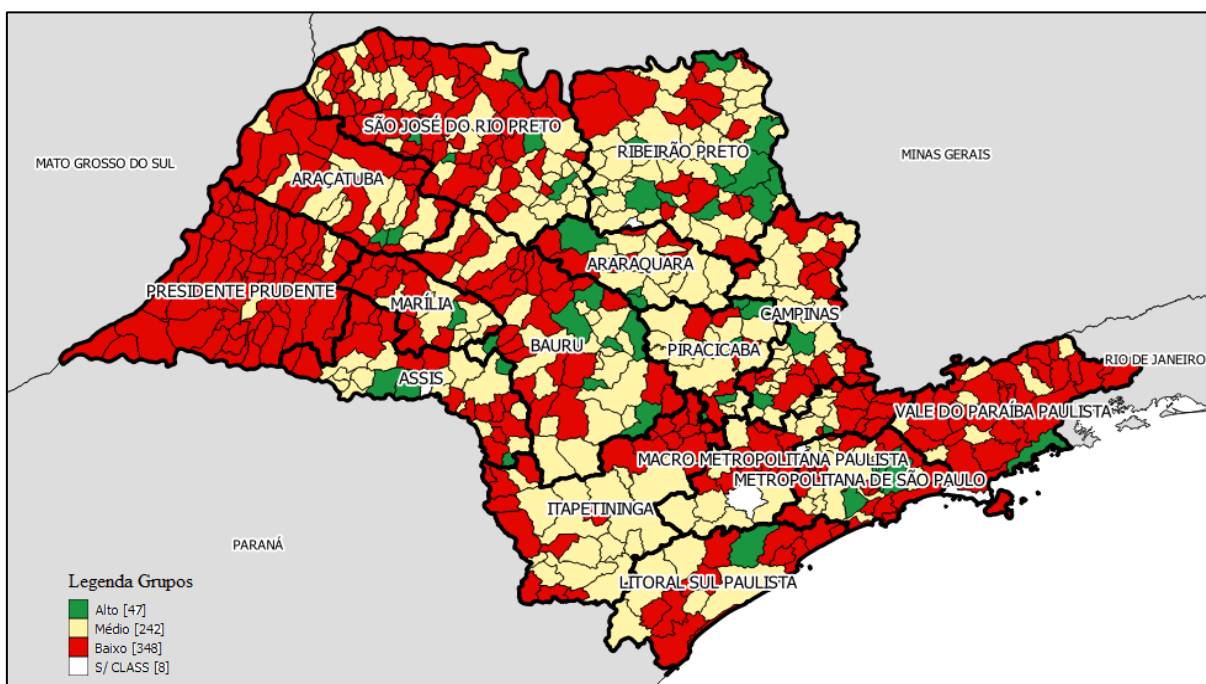 SÃO JOSÉ DO RIO PRETO
RIBEIRÃO PRETO
MATO GROSSO DO SUL
MINAS GERAIS
ARAÇATUBA
ARARAQUARA
PRESIDENTE PRUDENTE
MARÍLIA
CAMPINAS
BAURU
PIRACICABA
RIO DE JANEIRO
ASSIS
VALE DO PARAÍBA PAULISTA
MACRO METROPOLITANA PAULISTA
METROPOLITANA DE SÃO PAULO
ITAPETININGA
PARANÁ
LITORAL SUL PAULISTA
Legenda Grupos
Alto [47]
Médio [242]
Baixo [348]
S/ CLASS [8]